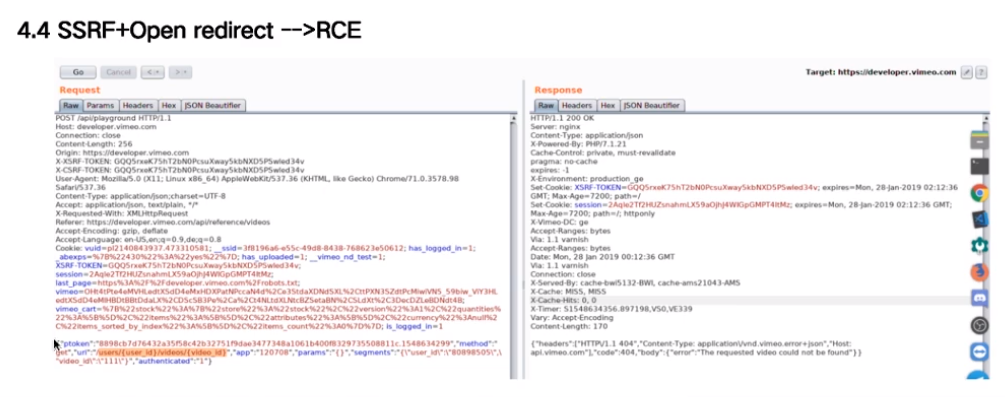 4.4 SSRF+Open redirect -->RCE
Go Cancel < >
Target: https://developer.vimeo.com
Request
Raw Params Headers Hex JSON Beautifier
POST /api/playground HTTP/1.1
Host: developer.vimeo.com
Connection: close
Content-Length: 256
Origin: https://developer.vimeo.com
X-XSRF-TOKEN: GQQ5rxeK75hT2bN0PcsuXway5kbNXD5PSwled34v
X-CSRF-TOKEN: GQQ5rxeK75hT2bN0PcsuXway5kbNXD5PSwled34v
User-Agent: Mozilla/5.0 (X11; Linux x86_64) AppleWebKit/537.36 (KHTML, like Gecko) Chrome/71.0.3578.98
Safari/537.36
Content-Type: application/json;charset=UTF-8
Accept: application/json, text/plain, */*
X-Requested-With: XMLHttpRequest
Referer: https://developer.vimeo.com/api/reference/videos
Accept-Encoding: gzip, deflate
Accept-Language: en-US,en;q=0.9,de;q=0.8
Cookie: vuid=pl2140843937.473310581; __ssid=3f8196a6-e55c-49d8-8438-768623e50612; has_logged_in=1;
_abexps=%7B%22430%22%3A%22yes%22%7D; has_uploaded=1; __vimeo_nd_test=1;
XSRF-TOKEN=GQQ5rxeK75hT2bN0PcsuXway5kbNXD5PSwled34v;
session=2Aqle2Tf2HUZsnahmLX59aOjhJ4WlGpGMPT4ltMz;
last_page=https%3A%2F%2Fdeveloper.vimeo.com%2Frobots.txt;
vimeo_cart=%7B%22stock%22%3A%7B%22store%22%3A%22stock%22%2C%22version%22%3A1%2C%22quantities%
22%3A%5B%5D%2C%22items%22%3A%5B%5D%2C%22attributes%22%3A%5B%5D%2C%22currency%22%3Anull%2
C%22items_sorted_by_index%22%3A%5B%5D%2C%22items_count%22%3A0%7D%7D; is_logged_in=1
{"ptoken":"8898cb7d76432a35f58c42b32751f9dae3477348a1061b400f8329735508811c.1548634299","method":"
get","url":"/users/{user_id}/videos/{video_id}","app":"120708","params":"{}","segments":"{\"user_id\":\"80898505\",\
"video_id\":\"111\"}","authenticated":"1"}
Response
Raw Headers Hex JSON Beautifier
HTTP/1.1 200 OK
Server: nginx
Content-Type: application/json
X-Powered-By: PHP/7.1.21
Cache-Control: private, must-revalidate
pragma: no-cache
expires: -1
X-Environment: production_ge
Set-Cookie: XSRF-TOKEN=GQQ5rxeK75hT2bN0PcsuXway5kbNXD5PSwled34v; expires=Mon, 28-Jan-2019 02:12:36
GMT; Max-Age=7200; path=/
Set-Cookie: session=2Aqle2Tf2HUZsnahmLX59aOjhJ4WlGpGMPT4ltMz; expires=Mon, 28-Jan-2019 02:12:36 GMT;
Max-Age=7200; path=/; httponly
X-Vimeo-DC: ge
Accept-Ranges: bytes
Via: 1.1 varnish
Accept-Ranges: bytes
Date: Mon, 28 Jan 2019 00:12:36 GMT
Via: 1.1 varnish
Connection: close
X-Served-By: cache-bwi5132-BWI, cache-ams21043-AMS
X-Cache: MISS, MISS
X-Cache-Hits: 0, 0
X-Timer: S1548634356.897198,VS0,VE339
Vary: Accept-Encoding
Content-Length: 170
{"headers":["HTTP\/1.1 404","Content-Type: application\/vnd.vimeo.error+json","Host:
api.vimeo.com"],"code":404,"body":{"error":"The requested video could not be found"}}